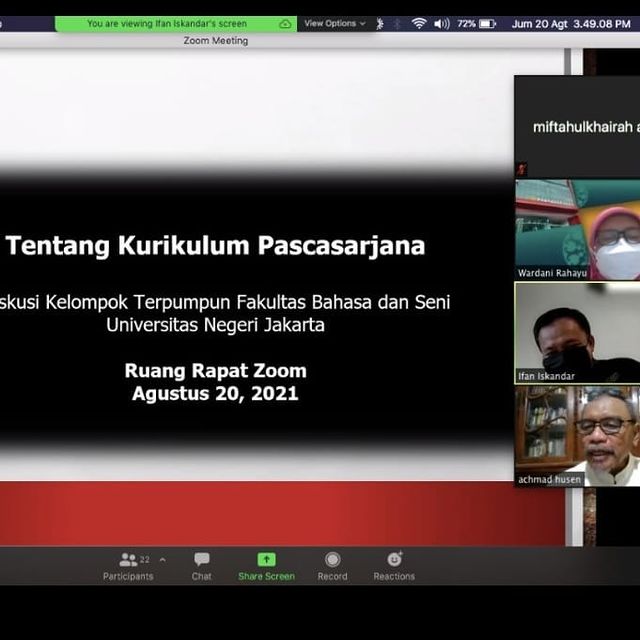 You are viewing Ifan Iskandar's screen
View Options
72%
Jum 20 Agt 3.49.08 PM
Zoom Meeting
miftahulkhairah a
Tentang Kurikulum Pascasarjana
skusi Kelompok Terpumpun Fakultas Bahasa dan Seni
Universitas Negeri Jakarta
Ruang Rapat Zoom
Agustus 20, 2021
Wardani Rahayu
Ifan Iskandar
achmad husen
22
Participants
Chat
Share Screen
Record
Reactions